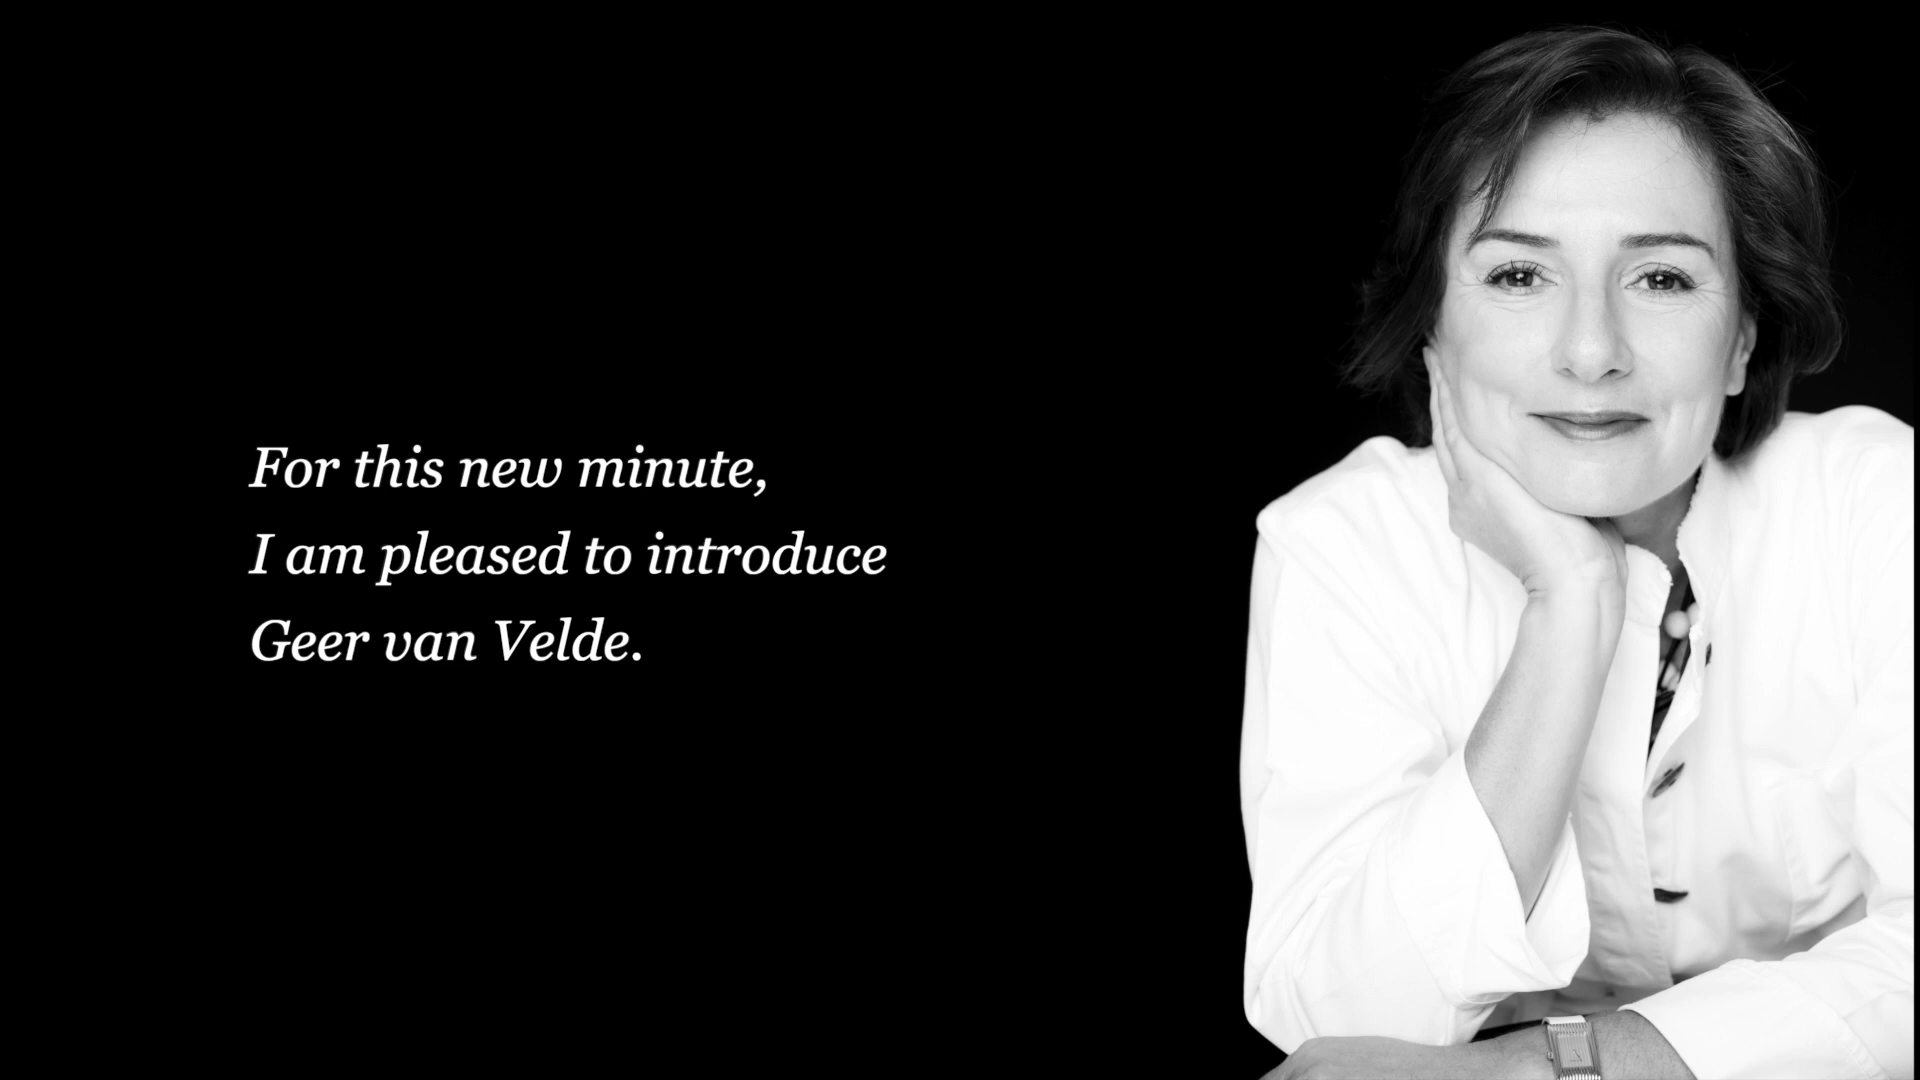 For this new minute,
I am pleased to introduce
Geer van Velde.